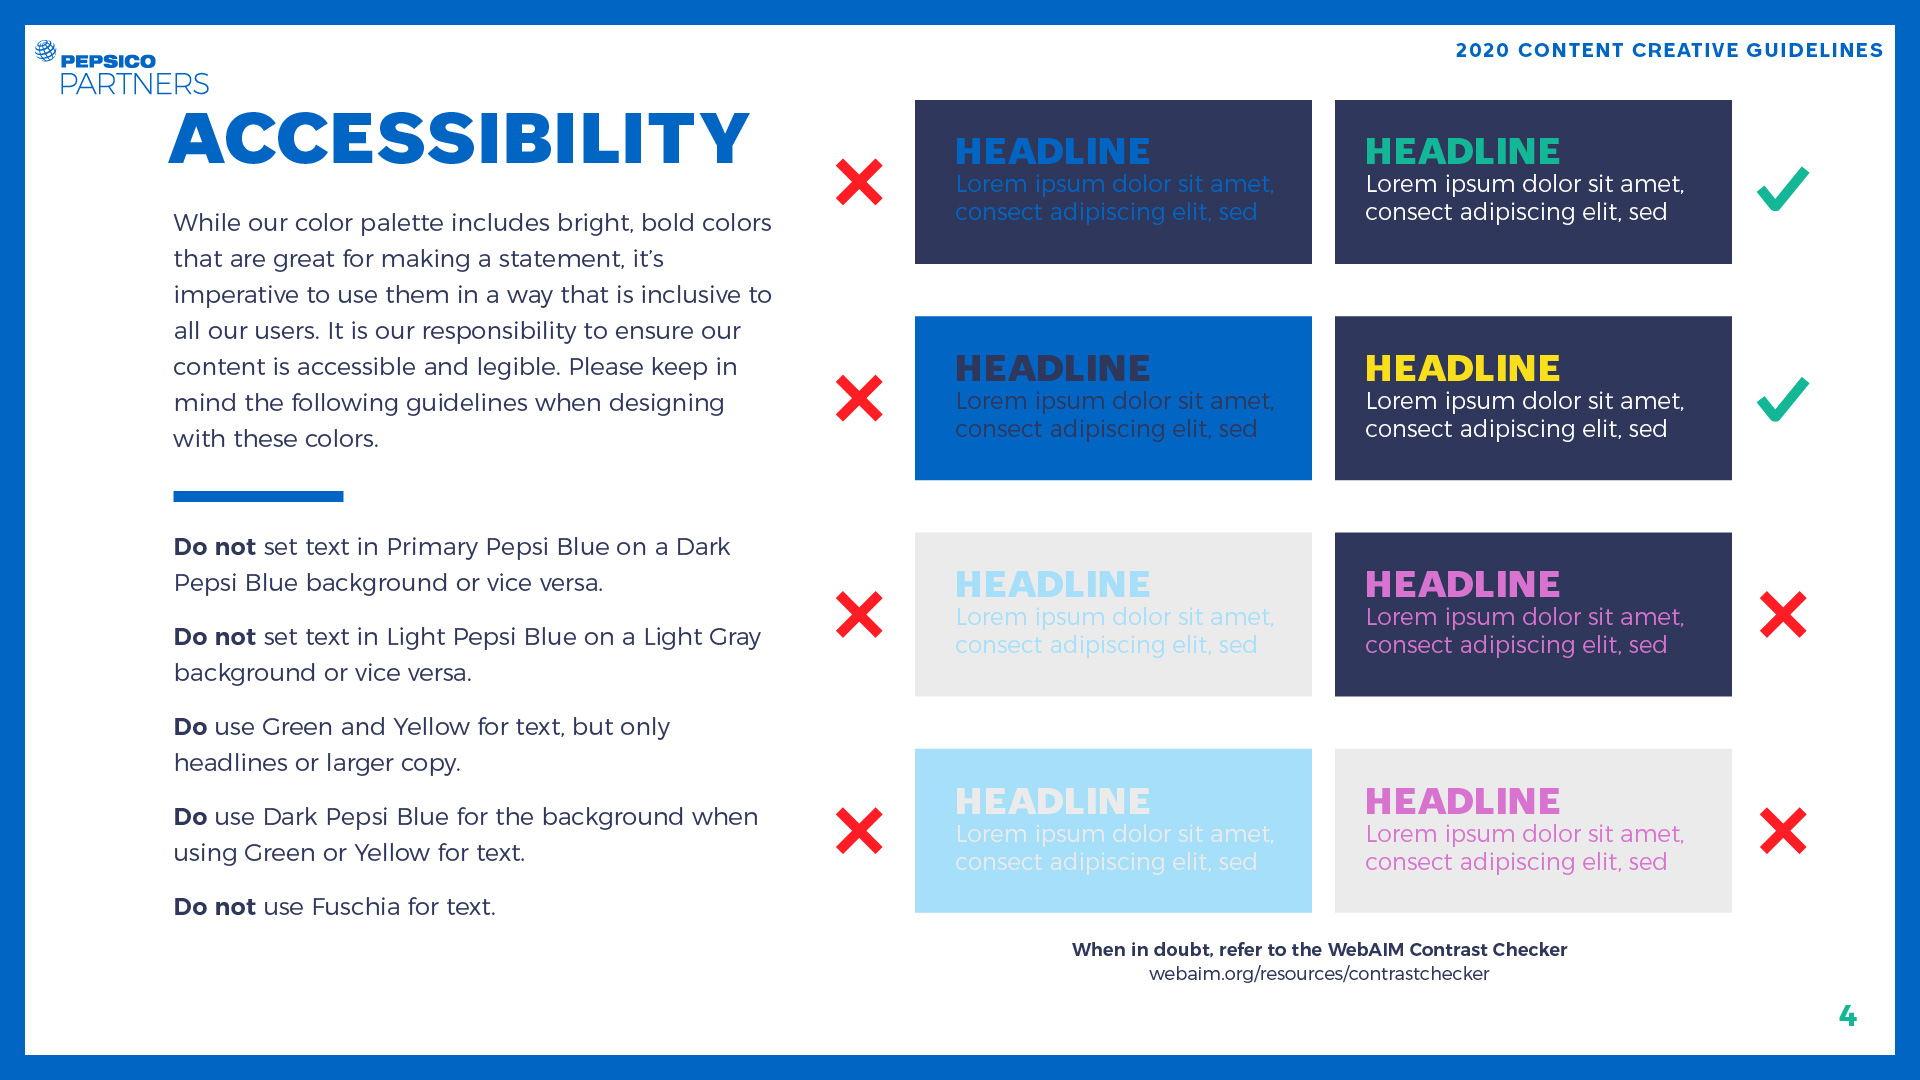 PEPSICO
PARTNERS
2020 CONTENT CREATIVE GUIDELINES
ACCESSIBILITY
While our color palette includes bright, bold colors
that are great for making a statement, it’s
imperative to use them in a way that is inclusive to
all our users. It is our responsibility to ensure our
content is accessible and legible. Please keep in
mind the following guidelines when designing
with these colors.
Do not set text in Primary Pepsi Blue on a Dark
Pepsi Blue background or vice versa.
Do not set text in Light Pepsi Blue on a Light Gray
background or vice versa.
Do use Green and Yellow for text, but only
headlines or larger copy.
Do use Dark Pepsi Blue for the background when
using Green or Yellow for text.
Do not use Fuschia for text.
HEADLINE
Lorem ipsum dolor sit amet,
consect adipiscing elit, sed
HEADLINE
Lorem ipsum dolor sit amet,
consect adipiscing elit, sed
HEADLINE
Lorem ipsum dolor sit amet,
consect adipiscing elit, sed
HEADLINE
Lorem ipsum dolor sit amet,
consect adipiscing elit, sed
HEADLINE
Lorem ipsum dolor sit amet,
consect adipiscing elit, sed
HEADLINE
Lorem ipsum dolor sit amet,
consect adipiscing elit, sed
HEADLINE
Lorem ipsum dolor sit amet,
consect adipiscing elit, sed
HEADLINE
Lorem ipsum dolor sit amet,
consect adipiscing elit, sed
When in doubt, refer to the WebAIM Contrast Checker
webaim.org/resources/contrastchecker
4